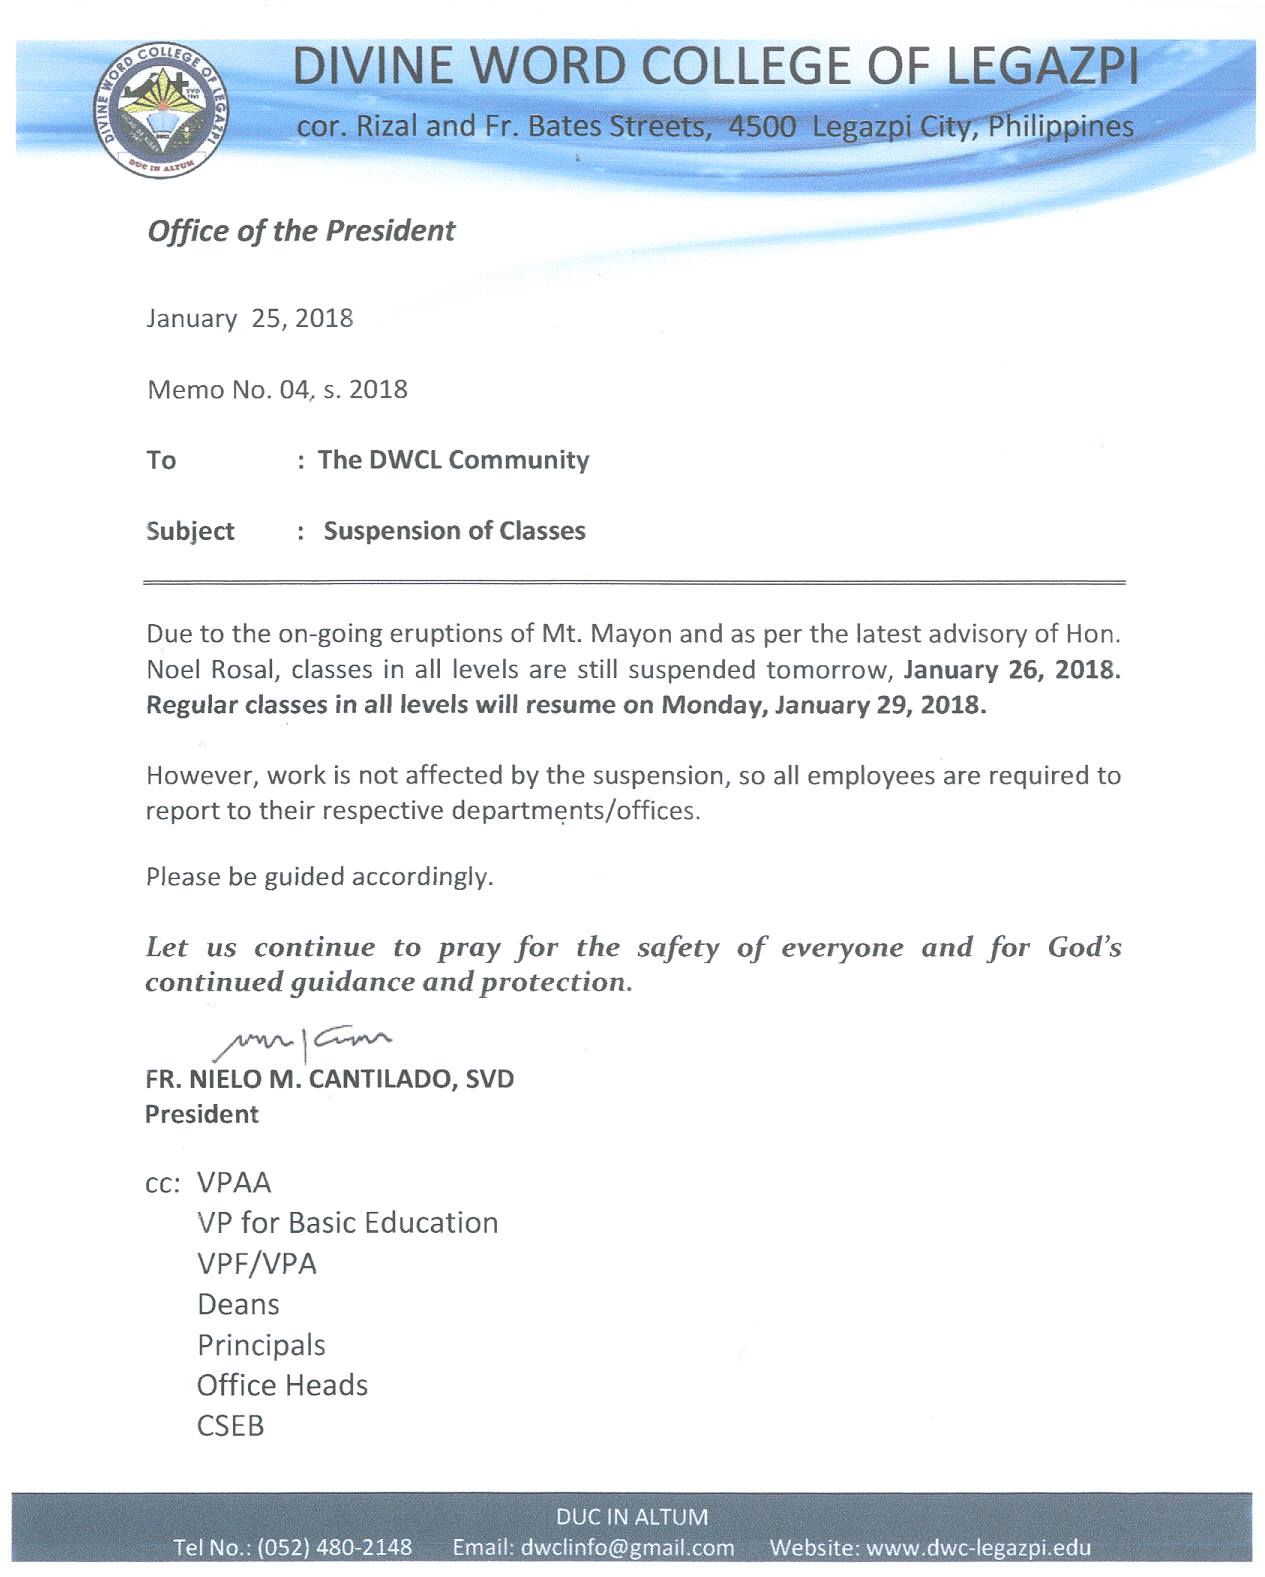 DIVINE WORD COLLEGE OF LEGAZPI
DIVINE WORD COLLEGE OF LEGAZPI
DUC IN ALTUM
cor. Rizal and Fr. Bates Streets, 4500 Legazpi City, Philippines
Office of the President
January 25, 2018
Memo No. 04, s. 2018
To : The DWCL Community
Subject : Suspension of Classes
Due to the on-going eruptions of Mt. Mayon and as per the latest advisory of Hon.
Noel Rosal, classes in all levels are still suspended tomorrow, January 26, 2018.
Regular classes in all levels will resume on Monday, January 29, 2018.
However, work is not affected by the suspension, so all employees are required to
report to their respective departments/offices.
Please be guided accordingly.
Let us continue to pray for the safety of everyone and for God's
continued guidance and protection.
FR. NIELO M. CANTILADO, SVD
President
cc: VPAA
VP for Basic Education
VPF/VPA
Deans
Principals
Office Heads
CSEB
DUC IN ALTUM
Tel No.: (052) 480-2148 Email: dwclinfo@gmail.com Website: www.dwc-legazpi.edu